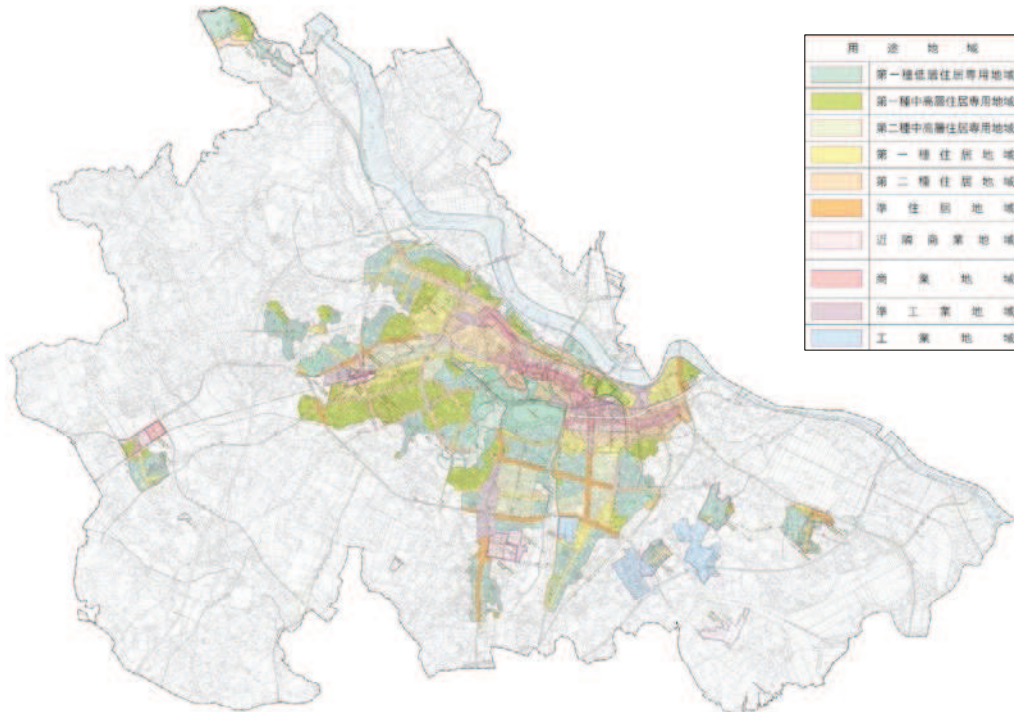 用途地域
第一種低層住居専用地域
第一種中高層住居専用地域
第二種中高層住居専用地域
第一種住居地域
第二種住居地域
準住居地域
近隣商業地域
商業地域
準工業地域
工業地域